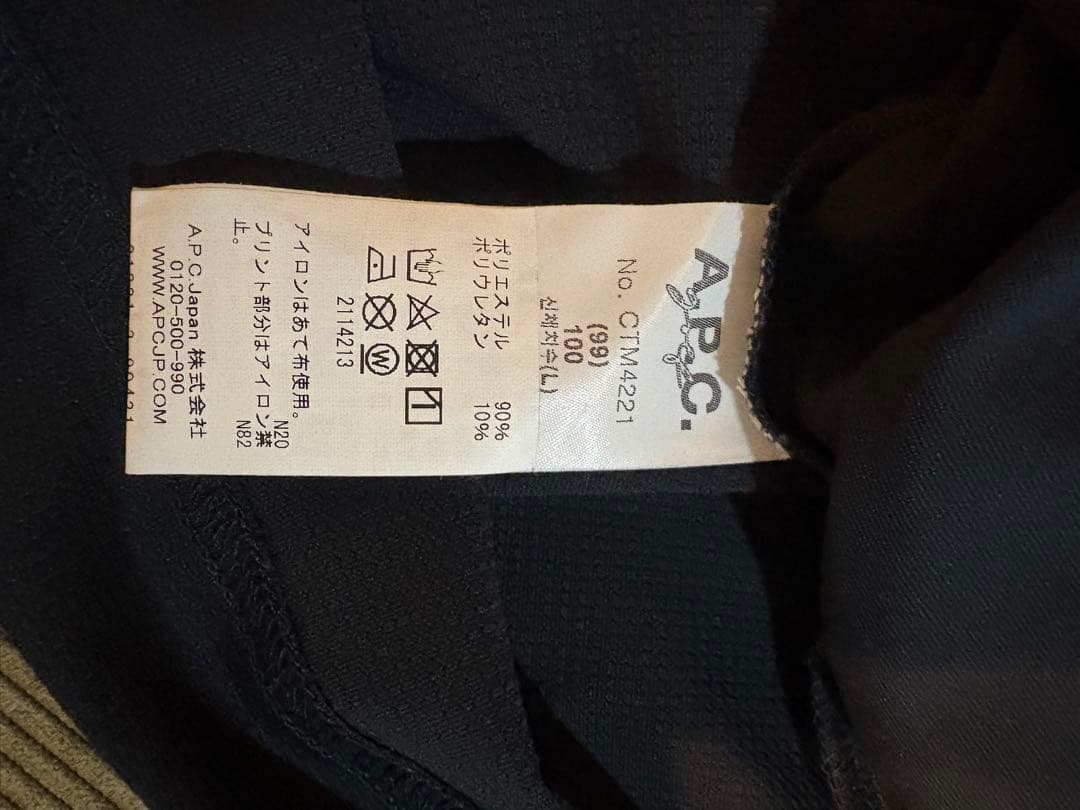 A.P.C.
No. CTM4221
(99)
100
신체치수(L)
ポリエステル 90%
ポリウレタン 10%
2114213
アイロンはあて布使用。 N20
プリント部分はアイロン禁 N82
止。
A.P.C.Japan 株式会社
0120-500-990
WWW.APCJP.COM